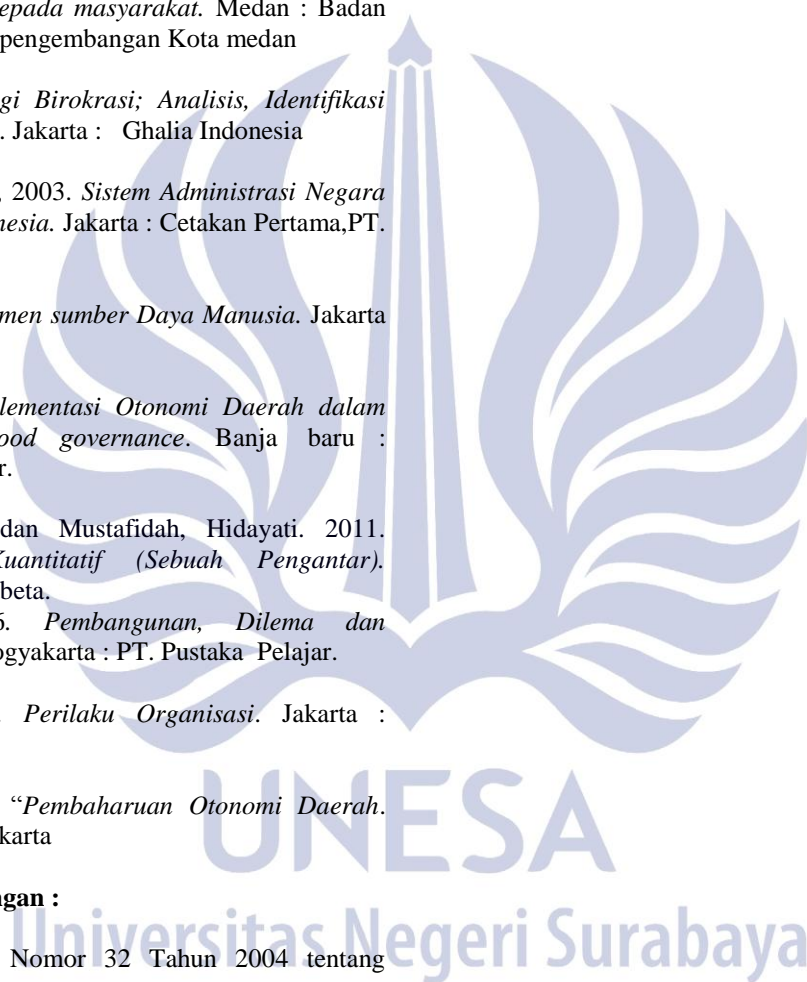 epada masyarakat. Medan : Badan
pengembangan Kota medan
gi Birokrasi; Analisis, Identifikasi
. Jakarta : Ghalia Indonesia
, 2003. Sistem Administrasi Negara
nesia. Jakarta : Cetakan Pertama,PT.
men sumber Daya Manusia. Jakarta
lementasi Otonomi Daerah dalam
ood governance. Banja baru :
r.
dan Mustafidah, Hidayati. 2011.
Kuantitatif (Sebuah Pengantar).
beta.
6. Pembangunan, Dilema dan
ogyakarta : PT. Pustaka Pelajar.
. Perilaku Organisasi. Jakarta :
“Pembaharuan Otonomi Daerah.
karta
ngan :
Nomor 32 Tahun 2004 tentang
UNESA
Universitas Negeri Surabaya